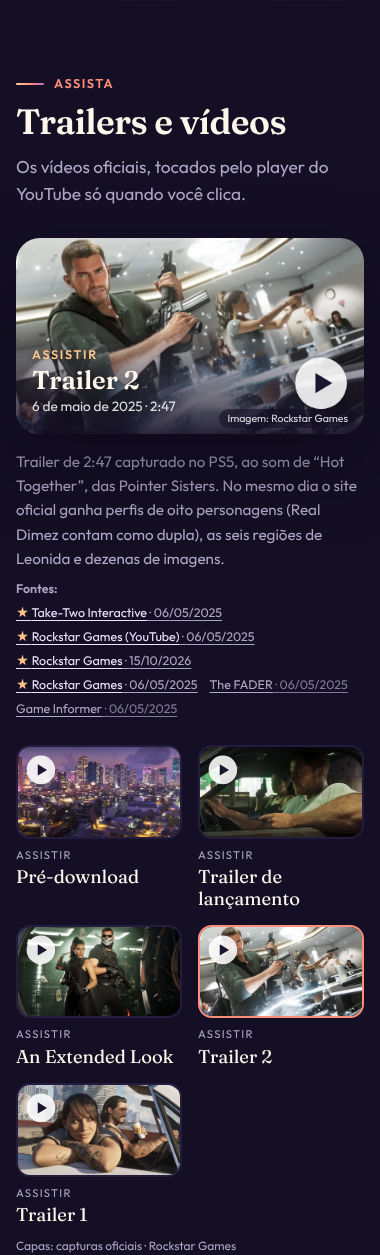 ASSISTA
Trailers e vídeos
Os vídeos oficiais, tocados pelo player do
YouTube só quando você clica.
ASSISTIR
Trailer 2
6 de maio de 2025 · 2:47
Imagem: Rockstar Games
Trailer de 2:47 capturado no PS5, ao som de “Hot
Together”, das Pointer Sisters. No mesmo dia o site
oficial ganha perfis de oito personagens (Real
Dimez contam como dupla), as seis regiões de
Leonida e dezenas de imagens.
Fontes:
★ Take-Two Interactive · 06/05/2025
★ Rockstar Games (YouTube) · 06/05/2025
★ Rockstar Games · 15/10/2026
★ Rockstar Games · 06/05/2025 The FADER · 06/05/2025
Game Informer · 06/05/2025
ASSISTIR
Pré-download
ASSISTIR
Trailer de
lançamento
ASSISTIR
An Extended Look
ASSISTIR
Trailer 2
ASSISTIR
Trailer 1
Capas: capturas oficiais · Rockstar Games